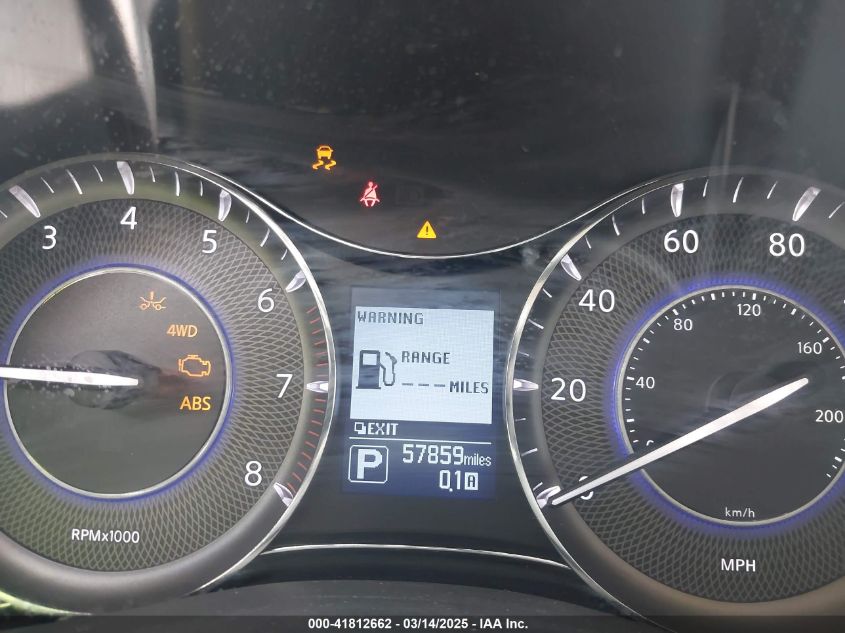 3
4
5
6
7
8
4WD
ABS
RPMx1000
WARNING
RANGE
---MILES
EXIT
P
57859miles
0.1A
0
20
40
60
80
40
80
120
160
200
km/h
MPH
000-41812662 - 03/14/2025 - IAA Inc.